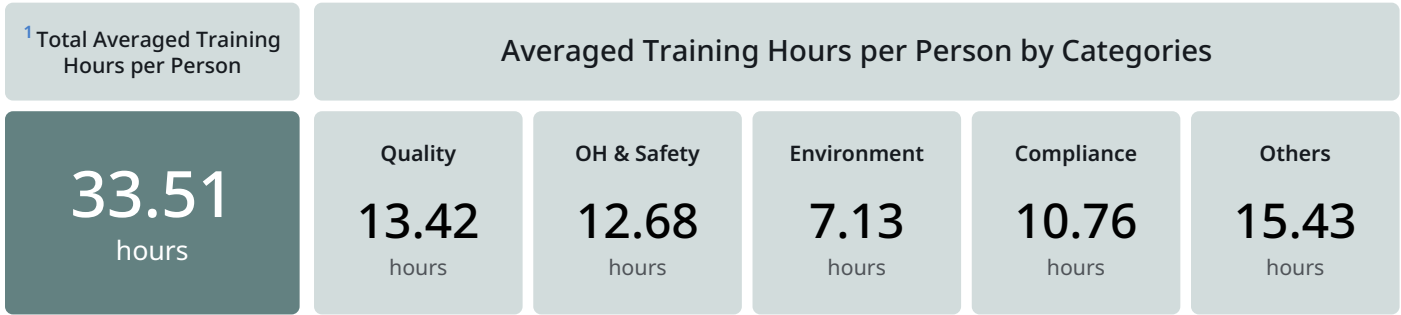 1 Total Averaged Training
Hours per Person
Averaged Training Hours per Person by Categories
33.51
hours
Quality
13.42
hours
OH & Safety
12.68
hours
Environment
7.13
hours
Compliance
10.76
hours
Others
15.43
hours